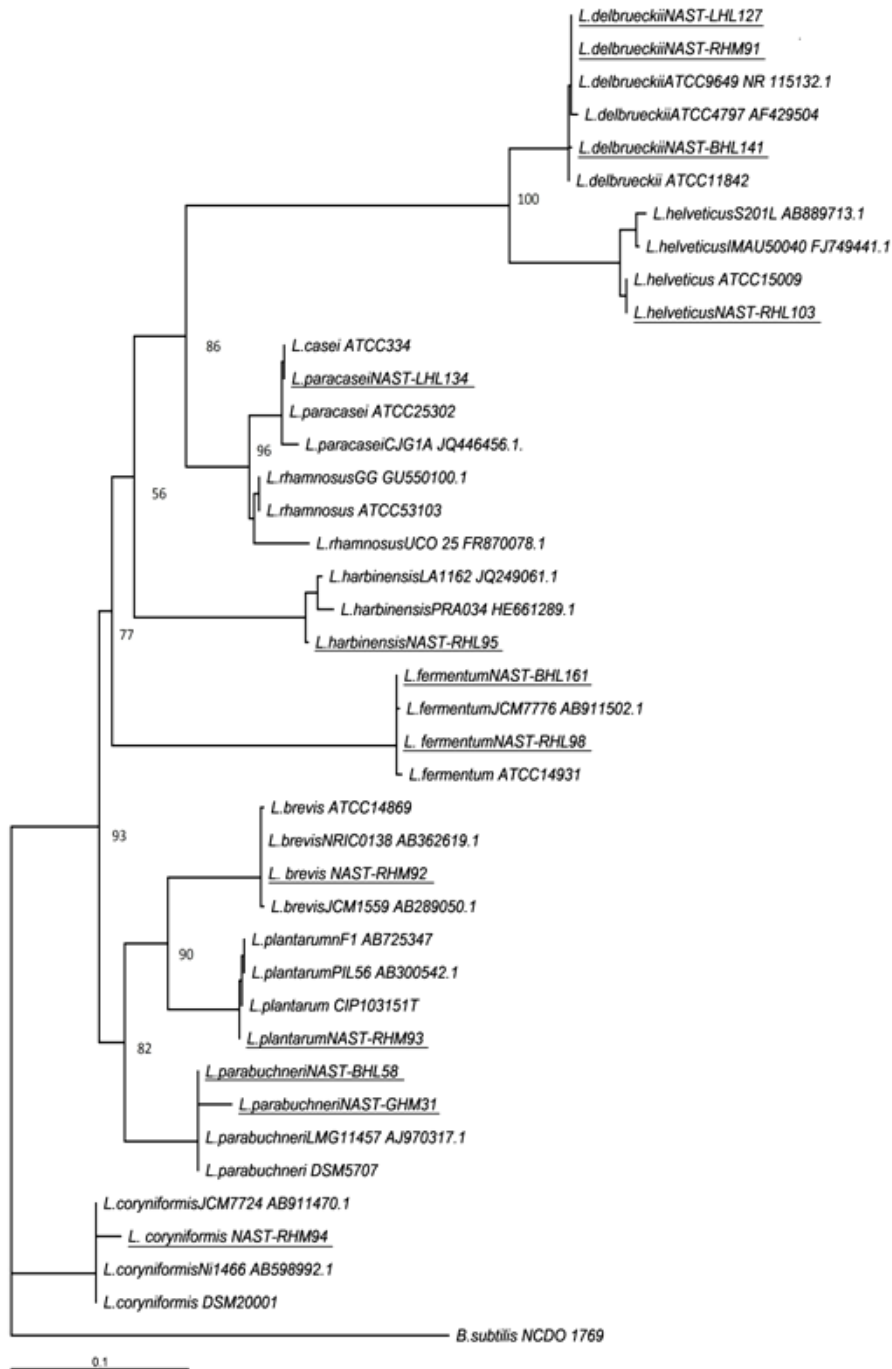 L.delbrueckiiNAST-LHL127
L.delbrueckiiNAST-RHM91
L.delbrueckiiATCC9649 NR 115132.1
L.delbrueckiiATCC4797 AF429504
L.delbrueckiiNAST-BHL141
L.delbrueckii ATCC11842
100
L.helveticusS201L AB889713.1
L.helveticusIMAU50040 FJ749441.1
L.helveticus ATCC15009
L.helveticusNAST-RHL103
86
L.casei ATCC334
L.paracaseiNAST-LHL134
L.paracasei ATCC25302
L.paracaseiCJG1A JQ446456.1.
96
L.rhamnosusGG GU550100.1
56
L.rhamnosus ATCC53103
L.rhamnosusUCO 25 FR870078.1
L.harbinensisLA1162 JQ249061.1
L.harbinensisPRA034 HE661289.1
77
L.harbinensisNAST-RHL95
L.fermentumNAST-BHL161
L.fermentumJCM7776 AB911502.1
L. fermentumNAST-RHL98
L.fermentum ATCC14931
L.brevis ATCC14869
93
L.brevisNRIC0138 AB362619.1
L. brevis NAST-RHM92
L.brevisJCM1559 AB289050.1
L.plantarumnF1 AB725347
90
L.plantarumPIL56 AB300542.1
L.plantarum CIP103151T
L.plantarumNAST-RHM93
82
L.parabuchneriNAST-BHL58
L.parabuchneriNAST-GHM31
L.parabuchneriLMG11457 AJ970317.1
L.parabuchneri DSM5707
L.coryniformisJCM7724 AB911470.1
L. coryniformis NAST-RHM94
L.coryniformisNi1466 AB598992.1
L.coryniformis DSM20001
B.subtilis NCDO 1769
0.1